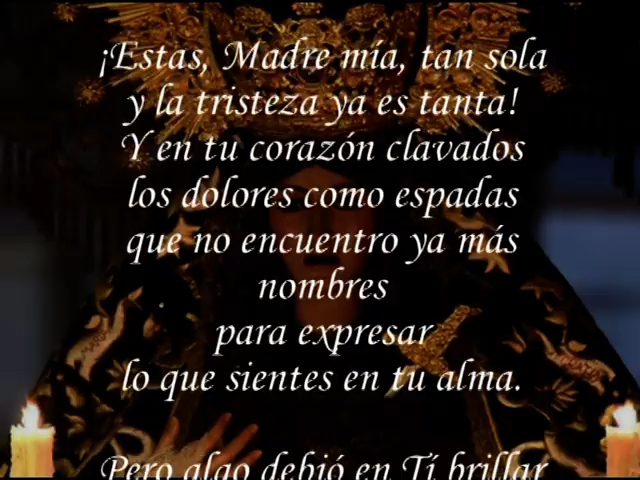 ¡Estas, Madre mía, tan sola
y la tristeza ya es tanta!
Y en tu corazón clavados
los dolores como espadas
que no encuentro ya más
nombres
para expresar
lo que sientes en tu alma.
Pero algo debió en Tí brillar